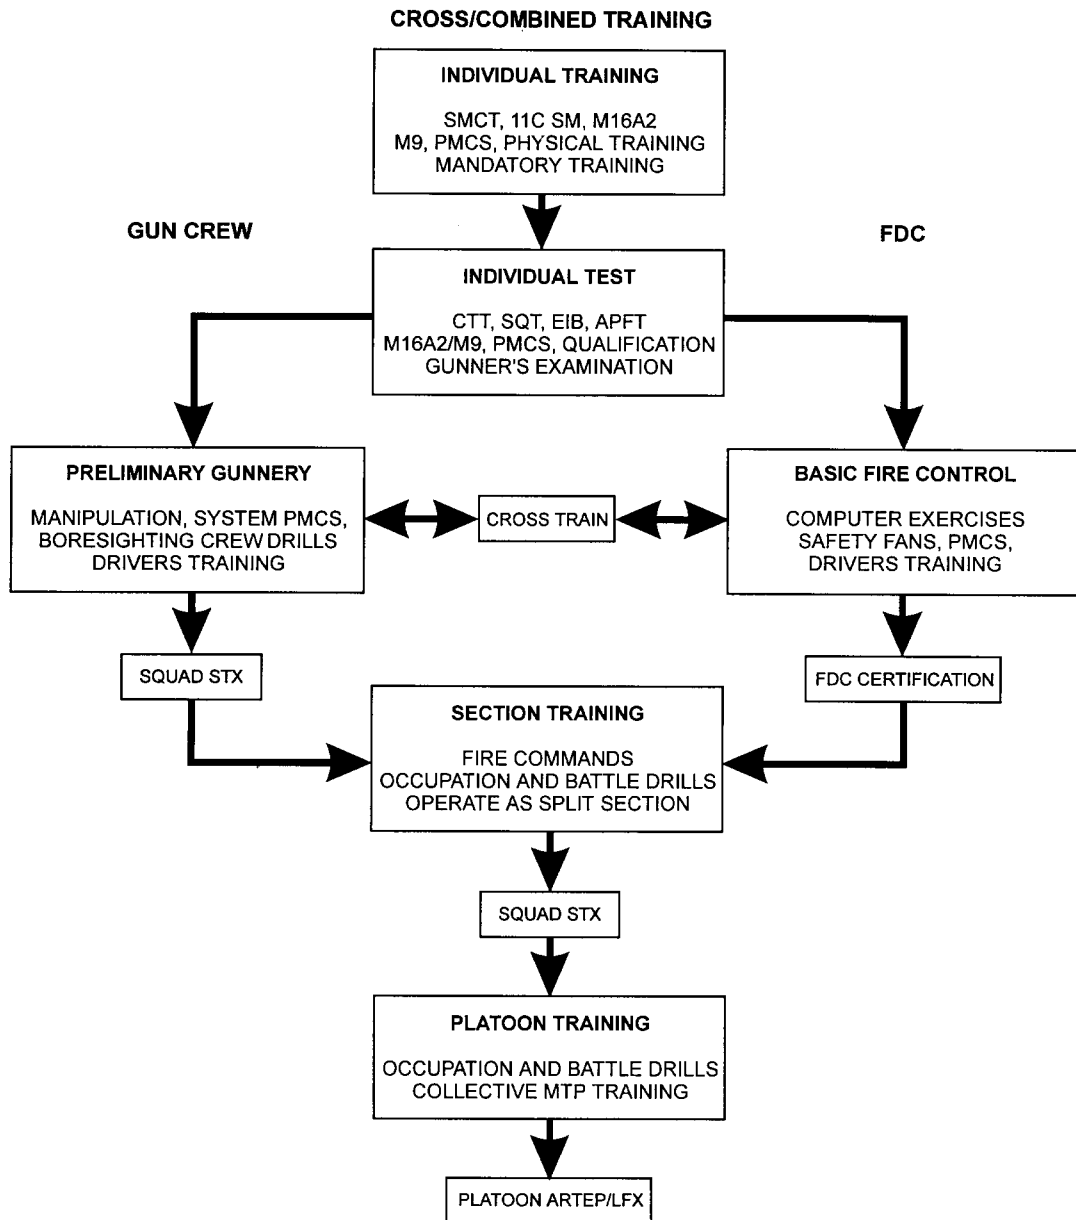 CROSS/COMBINED TRAINING
INDIVIDUAL TRAINING
SMCT, 11C SM, M16A2
M9, PMCS, PHYSICAL TRAINING
MANDATORY TRAINING
GUN CREW
FDC
INDIVIDUAL TEST
CTT, SQT, EIB, APFT
M16A2/M9, PMCS, QUALIFICATION
GUNNER'S EXAMINATION
PRELIMINARY GUNNERY
MANIPULATION, SYSTEM PMCS,
BORESIGHTING CREW DRILLS
DRIVERS TRAINING
CROSS TRAIN
BASIC FIRE CONTROL
COMPUTER EXERCISES
SAFETY FANS, PMCS,
DRIVERS TRAINING
SQUAD STX
FDC CERTIFICATION
SECTION TRAINING
FIRE COMMANDS
OCCUPATION AND BATTLE DRILLS
OPERATE AS SPLIT SECTION
SQUAD STX
PLATOON TRAINING
OCCUPATION AND BATTLE DRILLS
COLLECTIVE MTP TRAINING
PLATOON ARTEP/LFX